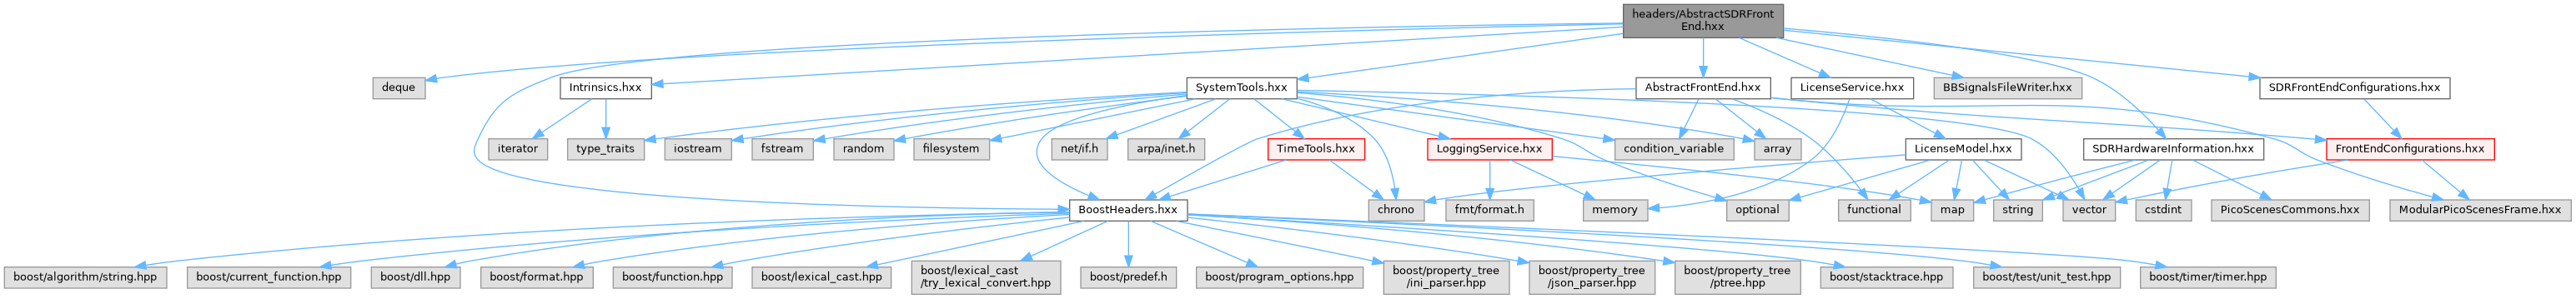 headers/AbstractSDRFront
End.hxx
deque
Intrinsics.hxx
SystemTools.hxx
AbstractFrontEnd.hxx
LicenseService.hxx
BBSignalsFileWriter.hxx
SDRFrontEndConfigurations.hxx
iterator
type_traits
iostream
fstream
random
filesystem
net/if.h
arpa/inet.h
TimeTools.hxx
LoggingService.hxx
condition_variable
array
LicenseModel.hxx
SDRHardwareInformation.hxx
FrontEndConfigurations.hxx
BoostHeaders.hxx
chrono
fmt/format.h
memory
optional
functional
map
string
vector
cstdint
PicoScenesCommons.hxx
ModularPicoScenesFrame.hxx
boost/algorithm/string.hpp
boost/current_function.hpp
boost/dll.hpp
boost/format.hpp
boost/function.hpp
boost/lexical_cast.hpp
boost/lexical_cast
/try_lexical_convert.hpp
boost/predef.h
boost/program_options.hpp
boost/property_tree
/ini_parser.hpp
boost/property_tree
/json_parser.hpp
boost/property_tree
/ptree.hpp
boost/stacktrace.hpp
boost/test/unit_test.hpp
boost/timer/timer.hpp